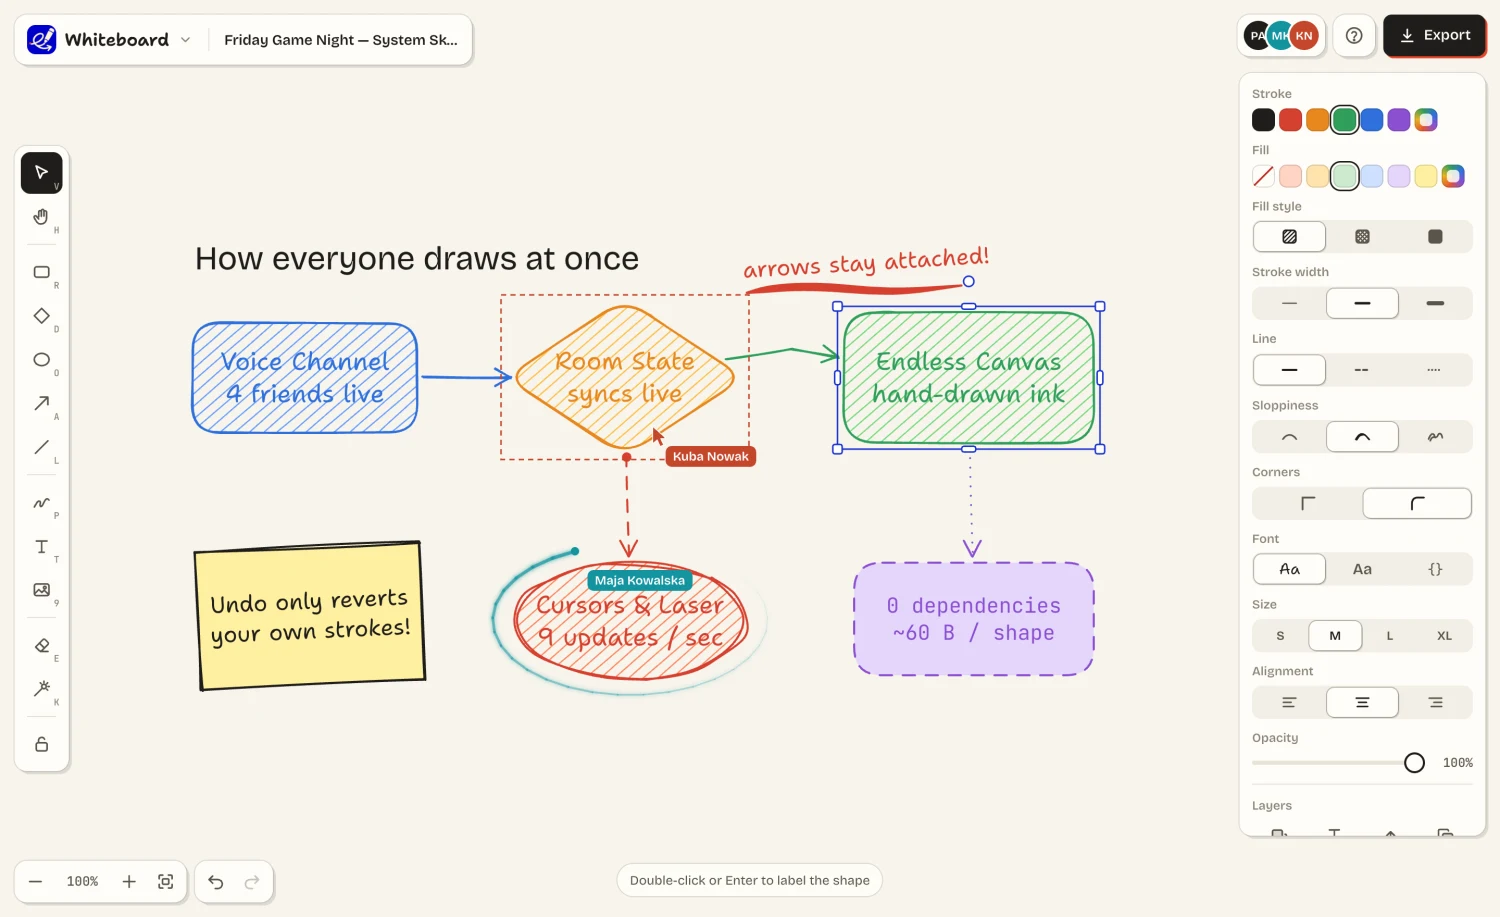 Whiteboard
Friday Game Night — System Sk...
PA
MK
KN
Export
V
H
R
D
O
A
L
P
T
9
E
K
How everyone draws at once
arrows stay attached!
Voice Channel
4 friends live
Room State
syncs live
Endless Canvas
hand-drawn ink
Kuba Nowak
Undo only reverts
your own strokes!
Maja Kowalska
Cursors & Laser
9 updates / sec
0 dependencies
~60 B / shape
Stroke
Fill
Fill style
Stroke width
Line
Sloppiness
Corners
Font
Aa
Aa
{}
Size
S
M
L
XL
Alignment
Opacity
100%
Layers
100%
Double-click or Enter to label the shape